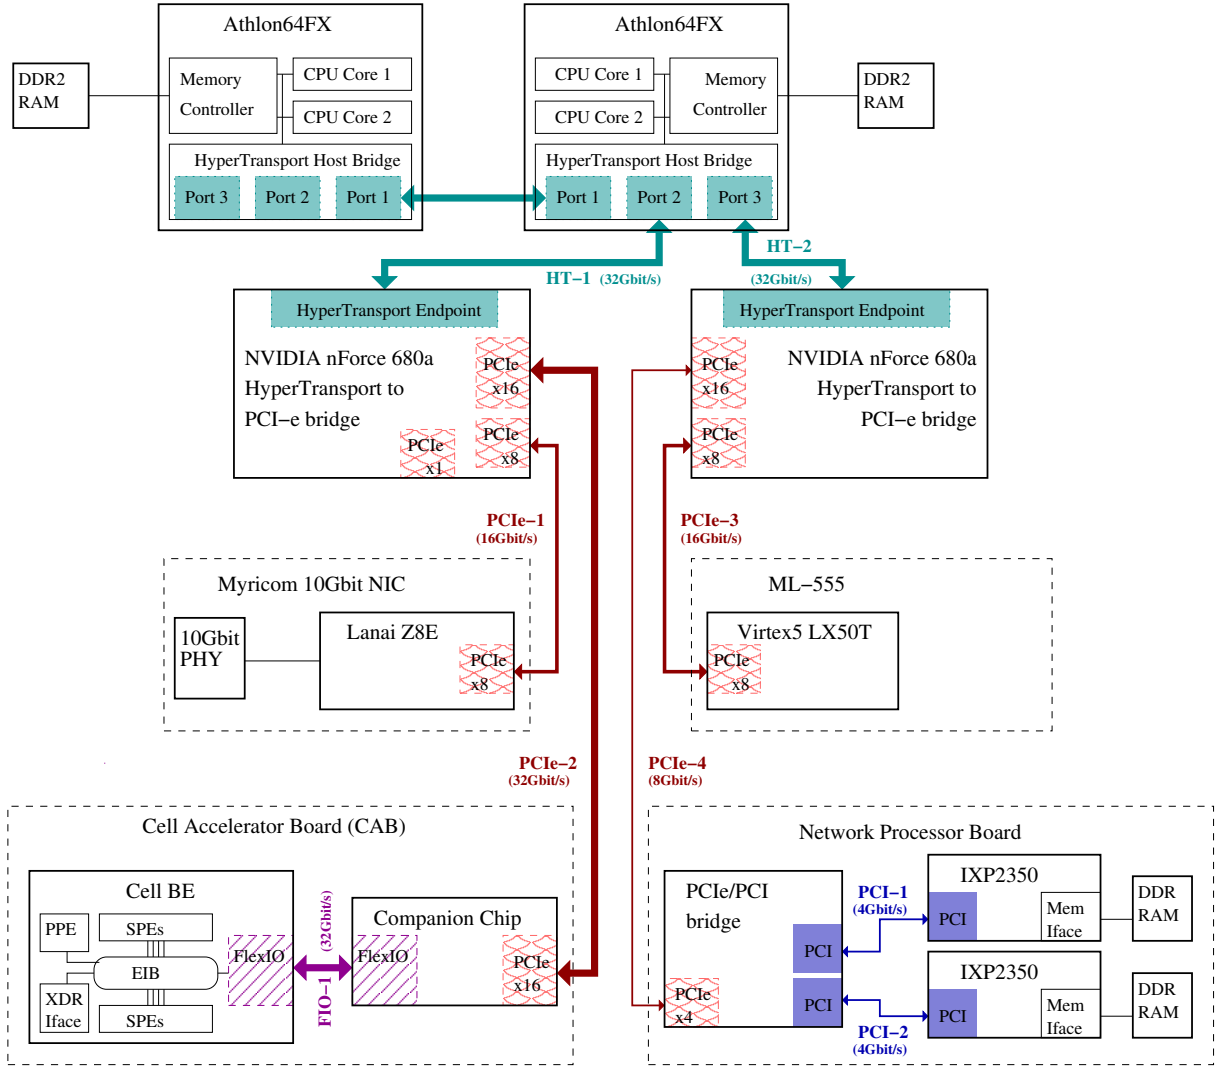 Athlon64FX
Memory
Controller
CPU Core 1
CPU Core 2
HyperTransport Host Bridge
Port 3
Port 2
Port 1
DDR2
RAM
Athlon64FX
CPU Core 1
CPU Core 2
Memory
Controller
HyperTransport Host Bridge
Port 1
Port 2
Port 3
DDR2
RAM
HT−1 (32Gbit/s)
HT−2
(32Gbit/s)
HyperTransport Endpoint
NVIDIA nForce 680a
HyperTransport to
PCI−e bridge
PCIe
x16
PCIe
x8
PCIe
x1
HyperTransport Endpoint
NVIDIA nForce 680a
HyperTransport to
PCI−e bridge
PCIe
x16
PCIe
x8
PCIe−1
(16Gbit/s)
PCIe−3
(16Gbit/s)
Myricom 10Gbit NIC
10Gbit
PHY
Lanai Z8E
PCIe
x8
ML−555
Virtex5 LX50T
PCIe
x8
PCIe−2
(32Gbit/s)
PCIe−4
(8Gbit/s)
Cell Accelerator Board (CAB)
Cell BE
PPE
SPEs
EIB
XDR
Iface
SPEs
FlexIO
FIO−1 (32Gbit/s)
Companion Chip
FlexIO
PCIe
x16
Network Processor Board
PCIe/PCI
bridge
PCI
PCI
PCIe
x4
PCI−1
(4Gbit/s)
PCI−2
(4Gbit/s)
IXP2350
PCI
Mem
Iface
DDR
RAM
IXP2350
PCI
Mem
Iface
DDR
RAM